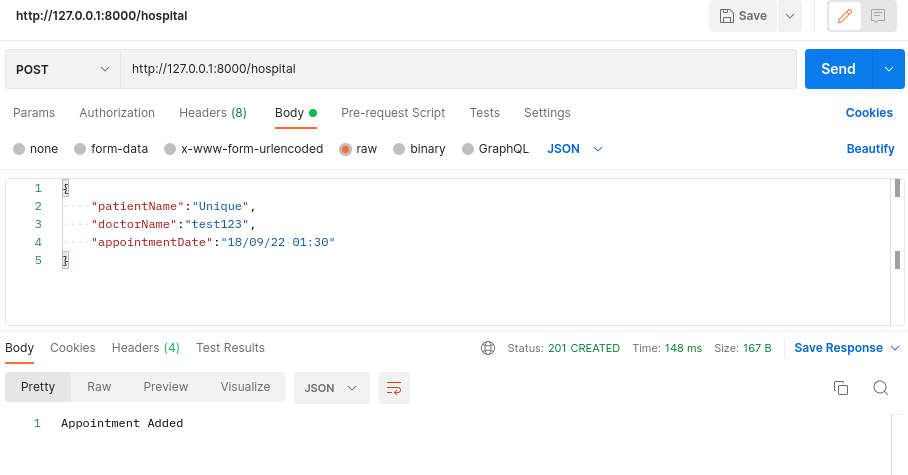 http://127.0.0.1:8000/hospital Save
POST http://127.0.0.1:8000/hospital Send
Params Authorization Headers (8) Body Pre-request Script Tests Settings Cookies
none form-data x-www-form-urlencoded raw binary GraphQL JSON Beautify
1 {
2 "patientName":"Unique",
3 "doctorName":"test123",
4 "appointmentDate":"18/09/22 01:30"
5 }
Body Cookies Headers (4) Test Results Status: 201 CREATED Time: 148 ms Size: 167 B Save Response
Pretty Raw Preview Visualize JSON
1 Appointment Added